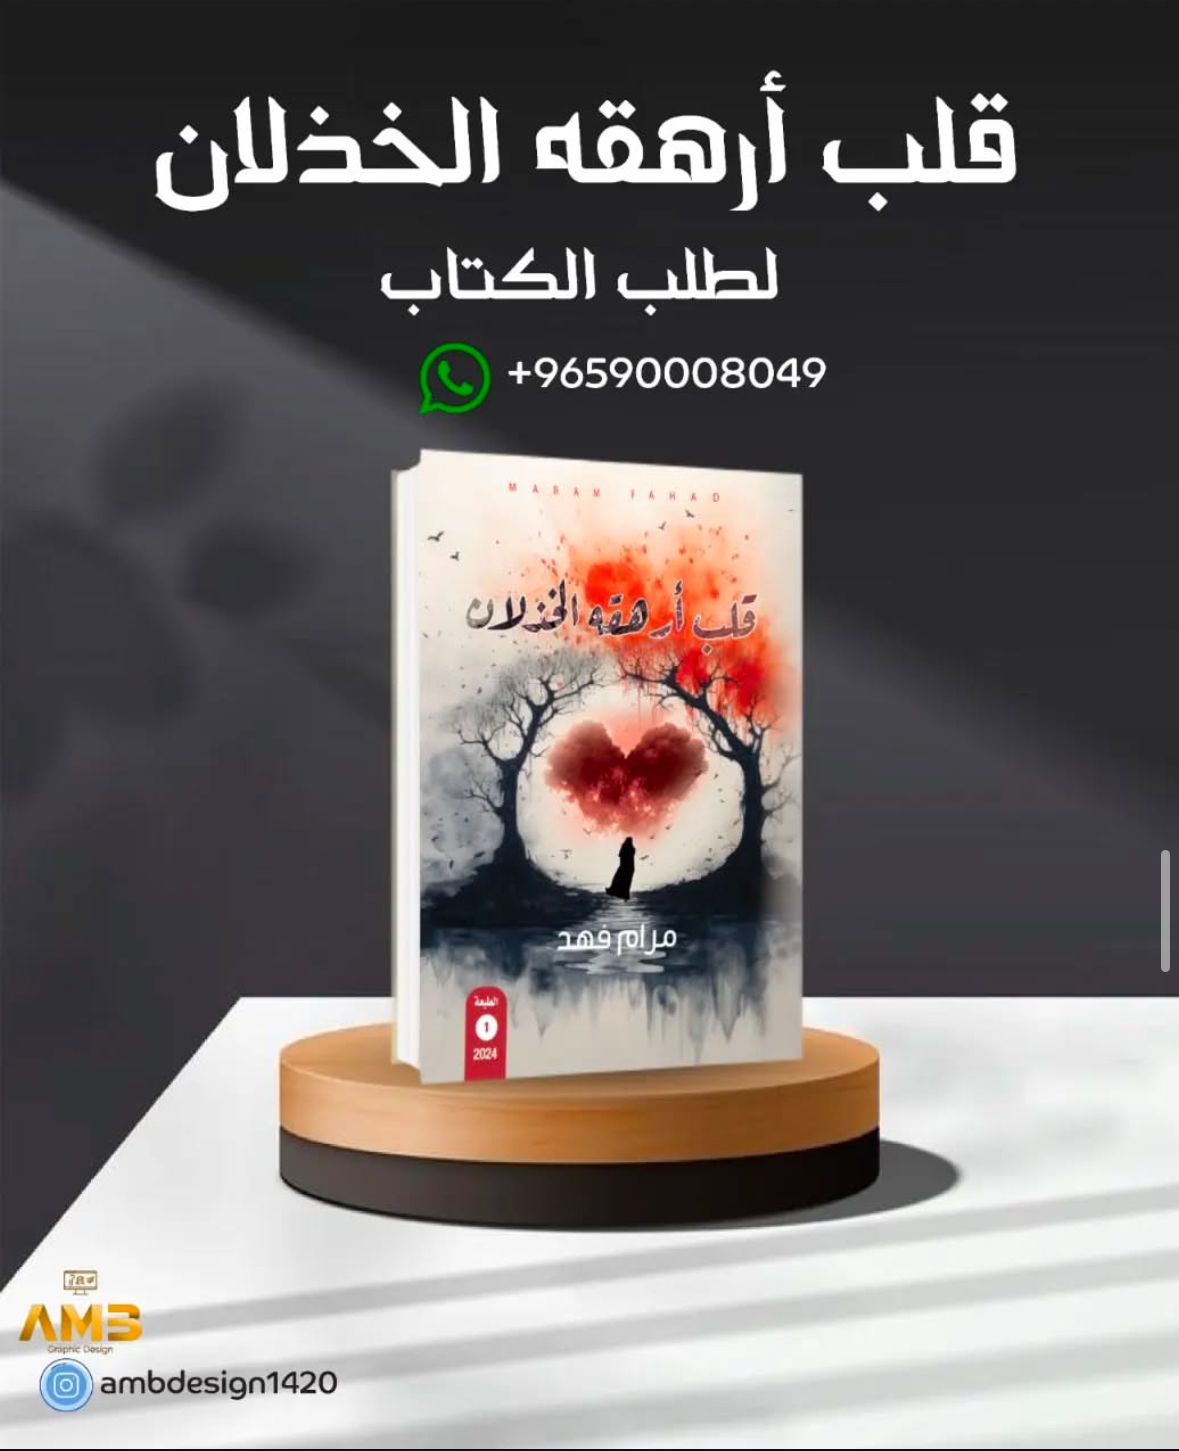 قلب أرهقه الخذلان
لطلب الكتاب
+96590008049
MARAM FAHAD
قلب أرهقه الخذلان
مرام فهد
الطبعة
1
2024
AMB
Graphic Design
ambdesign1420